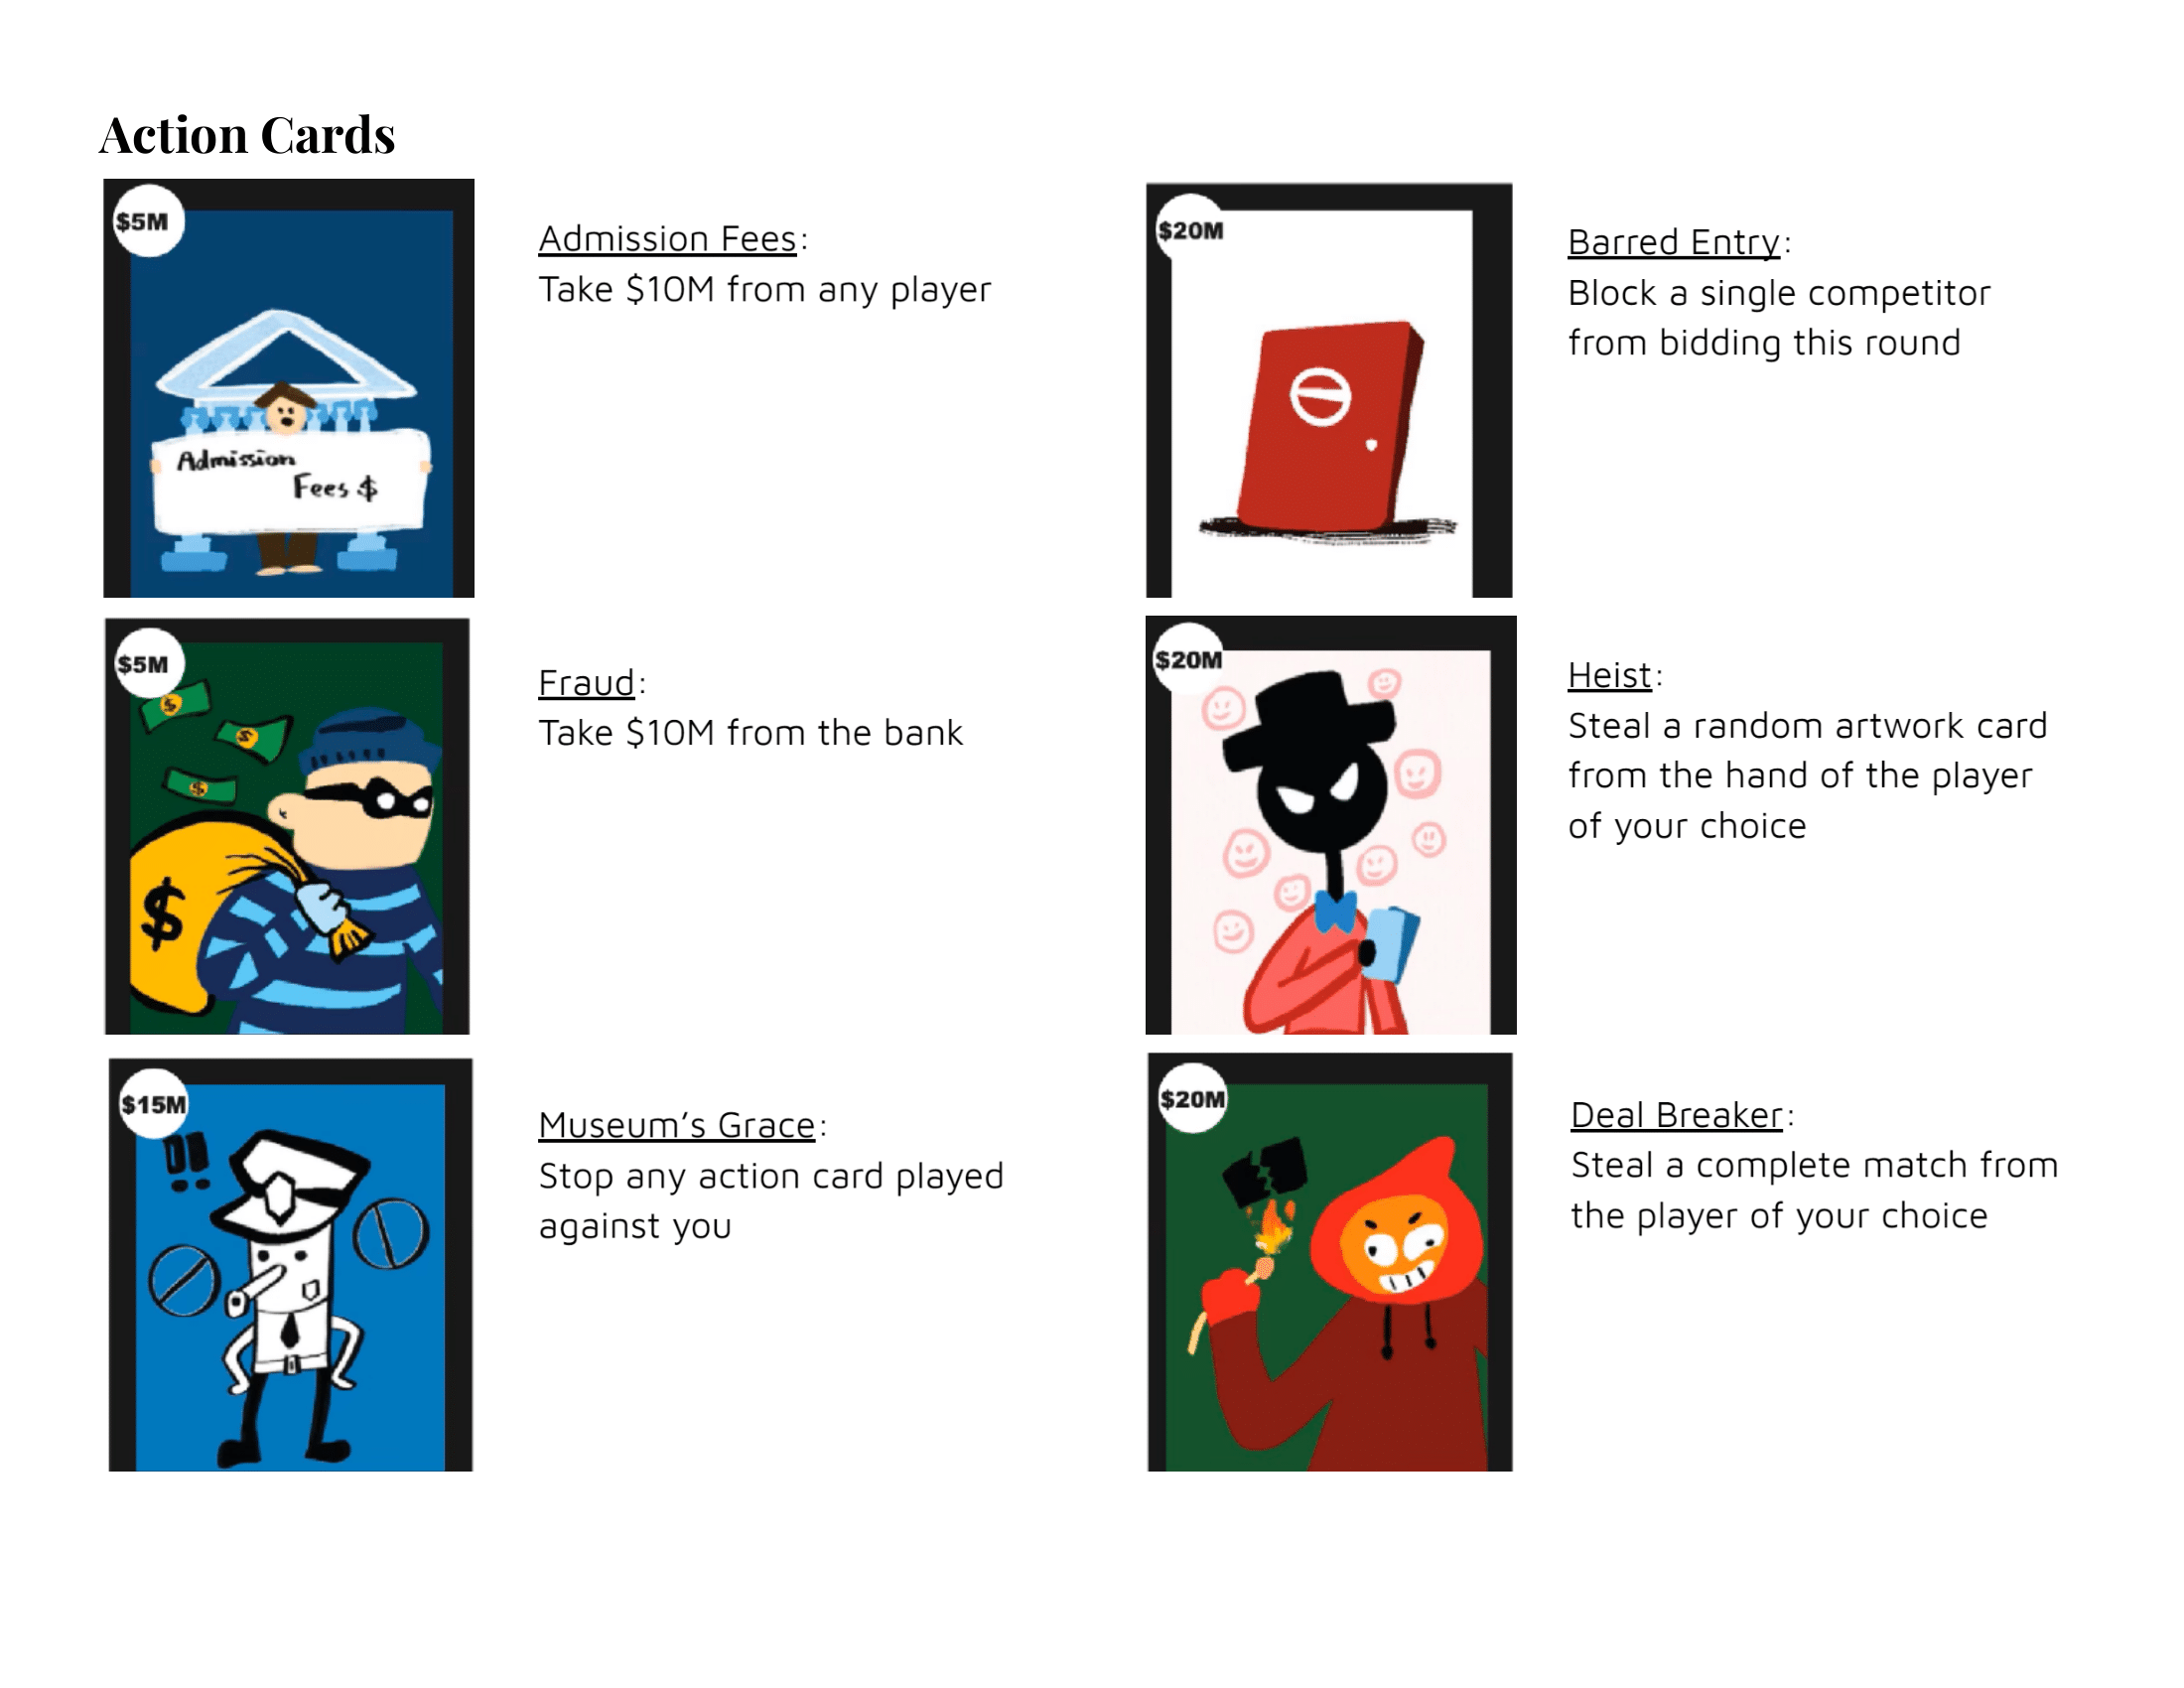 Action Cards
$5M
Admission
Fees $
Admission Fees:
Take $10M from any player
$20M
Barred Entry:
Block a single competitor
from bidding this round
$5M
$
$
$
$
Fraud:
Take $10M from the bank
$20M
Heist:
Steal a random artwork card
from the hand of the player
of your choice
$15M
!!
Museum’s Grace:
Stop any action card played
against you
$20M
Deal Breaker:
Steal a complete match from
the player of your choice